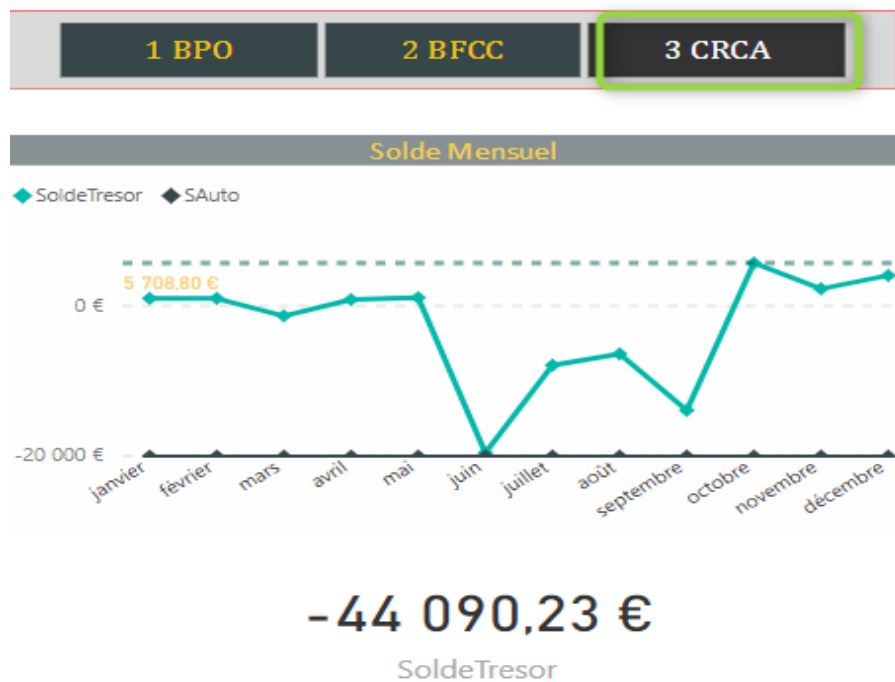 1 BPO 2 BFCC 3 CRCA
Solde Mensuel
SoldeTresor SAuto
5 708,80 €
0 €
-20 000 €
janvier février mars avril mai juin juillet août septembre octobre novembre décembre
-44 090,23 €
SoldeTresor